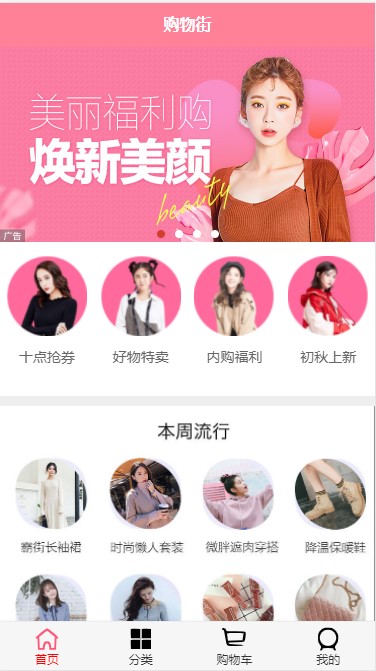 购物街
美丽福利购
焕新美颜
beauty
广告
十点抢券
好物特卖
内购福利
初秋上新
本周流行
霸街长袖裙
时尚懒人套装
微胖遮肉穿搭
降温保暖鞋
首页
分类
购物车
我的